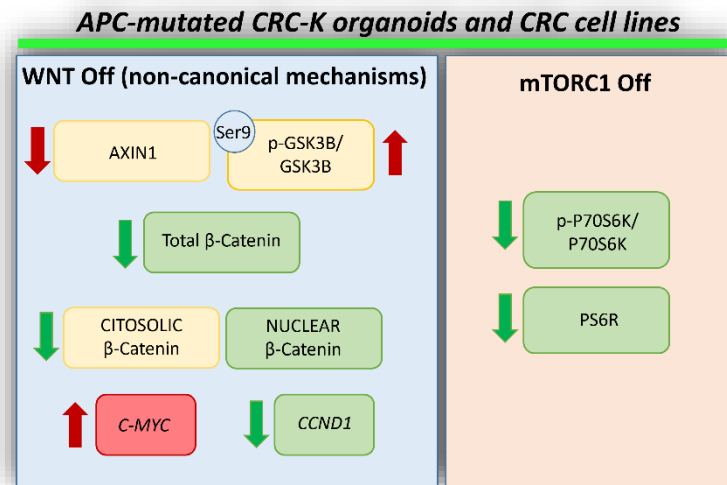 APC-mutated CRC-K organoids and CRC cell lines
WNT Off (non-canonical mechanisms)
AXIN1
Ser9
p-GSK3B/
GSK3B
Total β-Catenin
CITOSOLIC
β-Catenin
NUCLEAR
β-Catenin
C-MYC
CCND1
mTORC1 Off
p-P70S6K/
P70S6K
PS6R